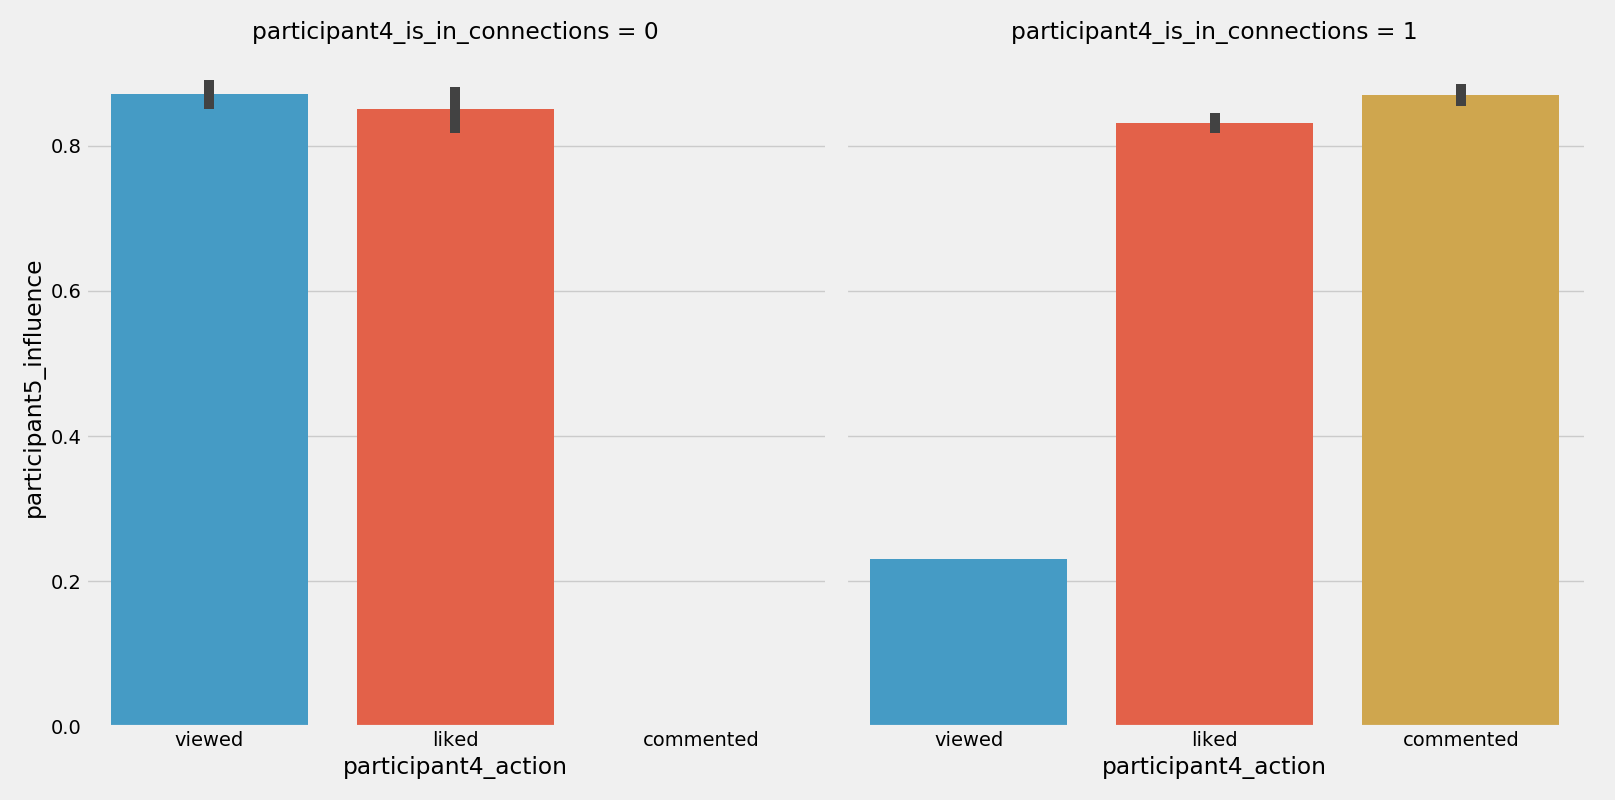 participant4_is_in_connections = 0
participant4_is_in_connections = 1
participant5_influence
0.8
0.6
0.4
0.2
0.0
viewed
liked
commented
viewed
liked
commented
participant4_action
participant4_action